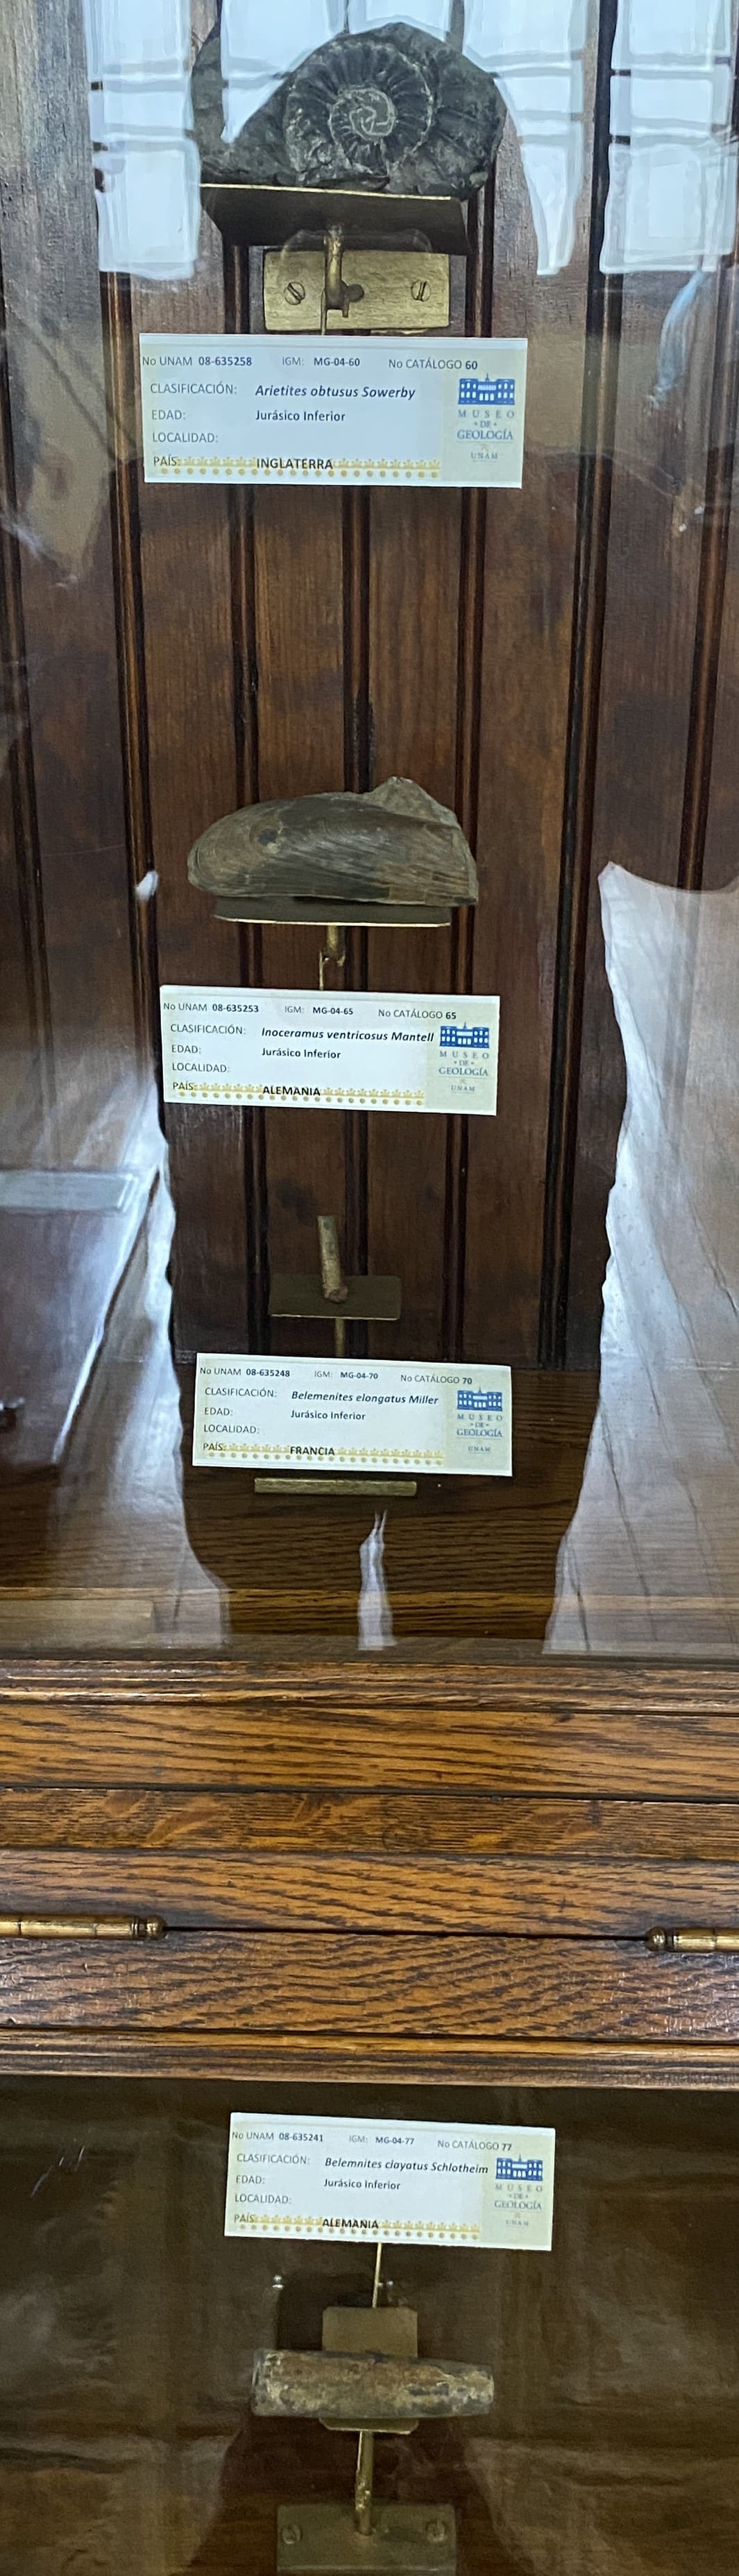 No UNAM 08-635258 IGM: MG-04-60 No CATÁLOGO 60
CLASIFICACIÓN: Arietites obtusus Sowerby
EDAD: Jurásico Inferior
LOCALIDAD:
PAÍS: INGLATERRA
MUSEO
• DE •
GEOLOGÍA
UNAM
No UNAM 08-635253 IGM: MG-04-65 No CATÁLOGO 65
CLASIFICACIÓN: Inoceramus ventricosus Mantell
EDAD: Jurásico Inferior
LOCALIDAD:
PAÍS: ALEMANIA
MUSEO
• DE •
GEOLOGÍA
UNAM
No UNAM 08-635248 IGM: MG-04-70 No CATÁLOGO 70
CLASIFICACIÓN: Belemenites elongatus Miller
EDAD: Jurásico Inferior
LOCALIDAD:
PAÍS: FRANCIA
MUSEO
• DE •
GEOLOGÍA
UNAM
No UNAM 08-635241 IGM: MG-04-77 No CATÁLOGO 77
CLASIFICACIÓN: Belemnites clayatus Schlotheim
EDAD: Jurásico Inferior
LOCALIDAD:
PAÍS: ALEMANIA
MUSEO
• DE •
GEOLOGÍA
UNAM